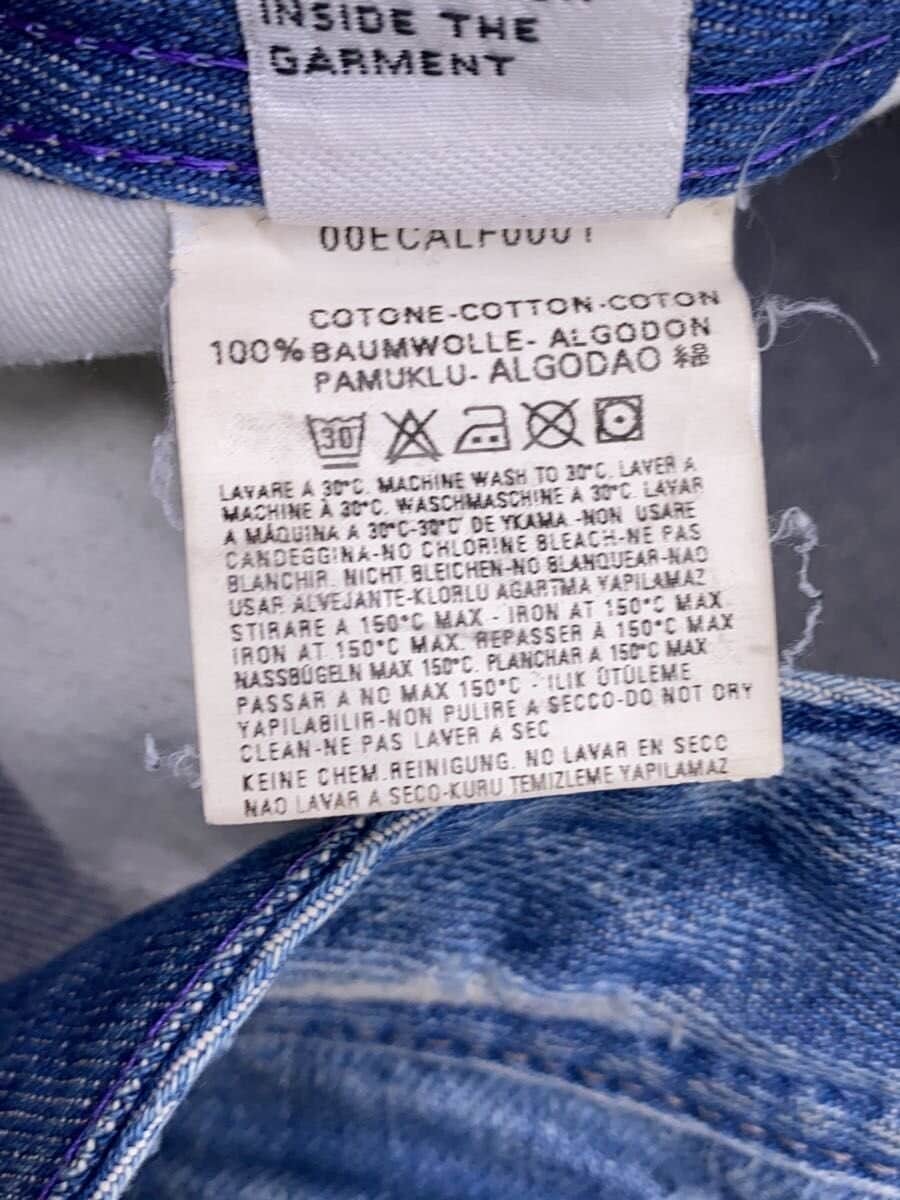 INSIDE THE
GARMENT
COTONE-COTTON-COTON
100% BAUMWOLLE- ALGODON
PAMUKLU- ALGODAO 綿
30
LAVARE A 30°C. MACHINE WASH TO 30°C. LAVER A
MACHINE À 30°C. WASCHMASCHINE A 30°C. LAVAR
A MÁQUINA A 30°C-30°C' DE YKAMA -NON USARE
CANDEGGINA-NO CHLORINE BLEACH-NE PAS
BLANCHIR. NICHT BLEICHEN-NO BLANQUEAR-NAO
USAR ALVEJANTE-KLORLU AGARTMA YAPILAMAZ
STIRARE A 150°C MAX - IRON AT 150°C MAX.
IRON AT 150°C MAX. REPASSER À 150°C MAX
NASSBÜGELN MAX 150°C. PLANCHAR A 150°C MAX
PASSAR A NO MAX 150°C - ILIK ÜTÜLEME
YAPILABILIR-NON PULIRE A SECCO-DO NOT DRY
CLEAN-NE PAS LAVER A SEC
KEINE CHEM.REINIGUNG. NO LAVAR EN SECO
NAO LAVAR A SECO-KURU TEMIZLEME YAPILAMAZ